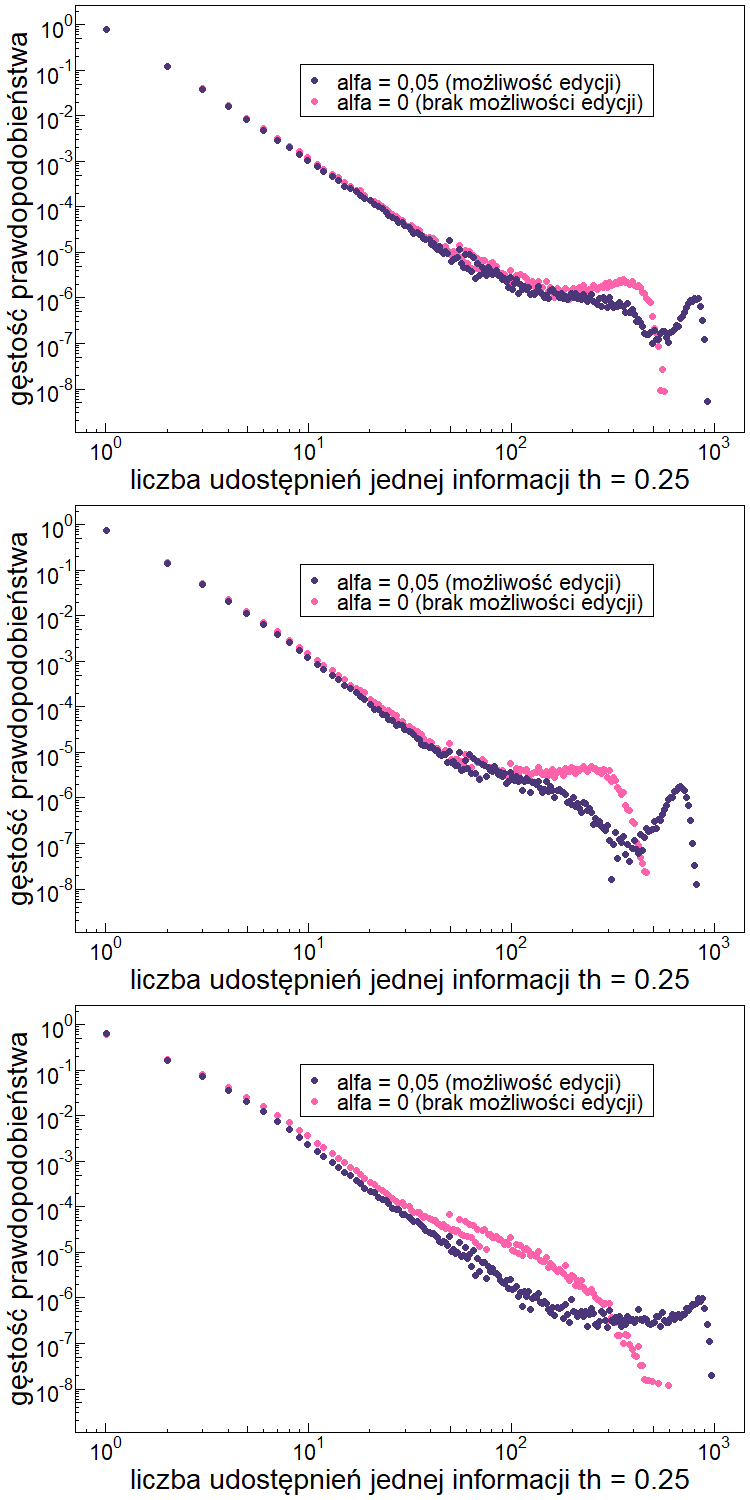 gęstość prawdopodobieństwa
10^0
10^-1
10^-2
10^-3
10^-4
10^-5
10^-6
10^-7
10^-8
alfa = 0,05 (możliwość edycji)
alfa = 0 (brak możliwości edycji)
10^0 10^1 10^2 10^3
liczba udostępnień jednej informacji th = 0.25
gęstość prawdopodobieństwa
10^0
10^-1
10^-2
10^-3
10^-4
10^-5
10^-6
10^-7
10^-8
alfa = 0,05 (możliwość edycji)
alfa = 0 (brak możliwości edycji)
10^0 10^1 10^2 10^3
liczba udostępnień jednej informacji th = 0.25
gęstość prawdopodobieństwa
10^0
10^-1
10^-2
10^-3
10^-4
10^-5
10^-6
10^-7
10^-8
alfa = 0,05 (możliwość edycji)
alfa = 0 (brak możliwości edycji)
10^0 10^1 10^2 10^3
liczba udostępnień jednej informacji th = 0.25